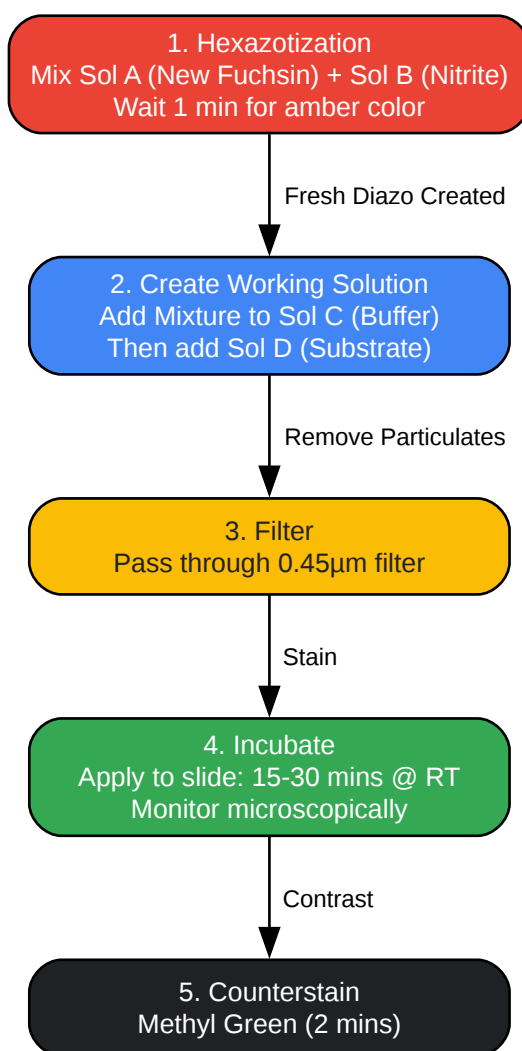 1. Hexazotization
Mix Sol A (New Fuchsin) + Sol B (Nitrite)
Wait 1 min for amber color
Fresh Diazo Created
2. Create Working Solution
Add Mixture to Sol C (Buffer)
Then add Sol D (Substrate)
Remove Particulates
3. Filter
Pass through 0.45µm filter
Stain
4. Incubate
Apply to slide: 15-30 mins @ RT
Monitor microscopically
Contrast
5. Counterstain
Methyl Green (2 mins)